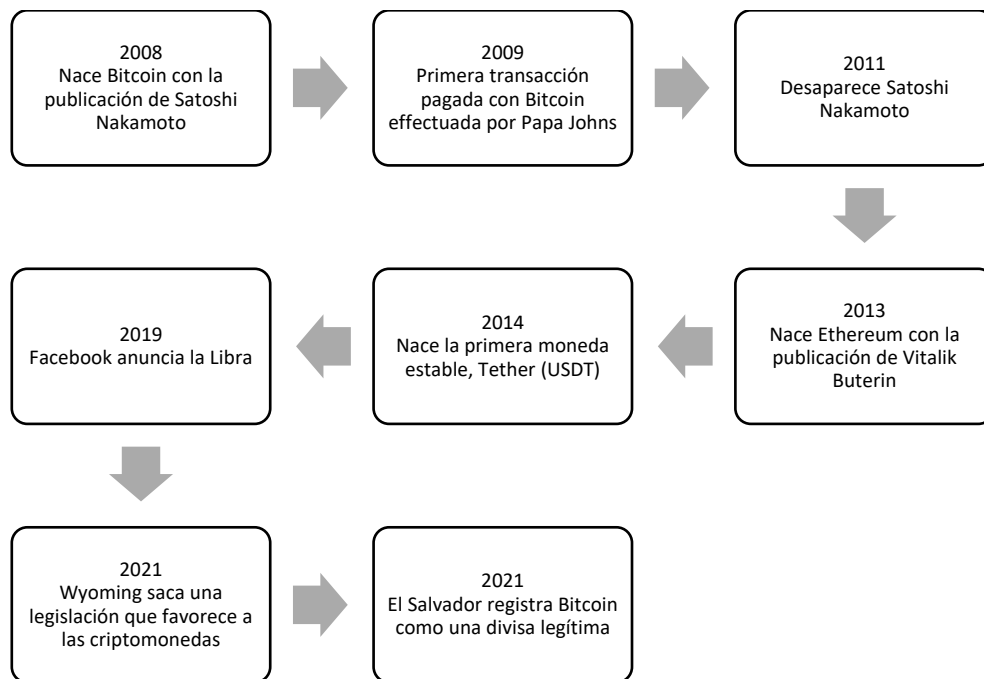 2008
Nace Bitcoin con la
publicación de Satoshi
Nakamoto
2009
Primera transacción
pagada con Bitcoin
effectuada por Papa Johns
2011
Desaparece Satoshi
Nakamoto
2013
Nace Ethereum con la
publicación de Vitalik
Buterin
2014
Nace la primera moneda
estable, Tether (USDT)
2019
Facebook anuncia la Libra
2021
Wyoming saca una
legislación que favorece a
las criptomonedas
2021
El Salvador registra Bitcoin
como una divisa legítima